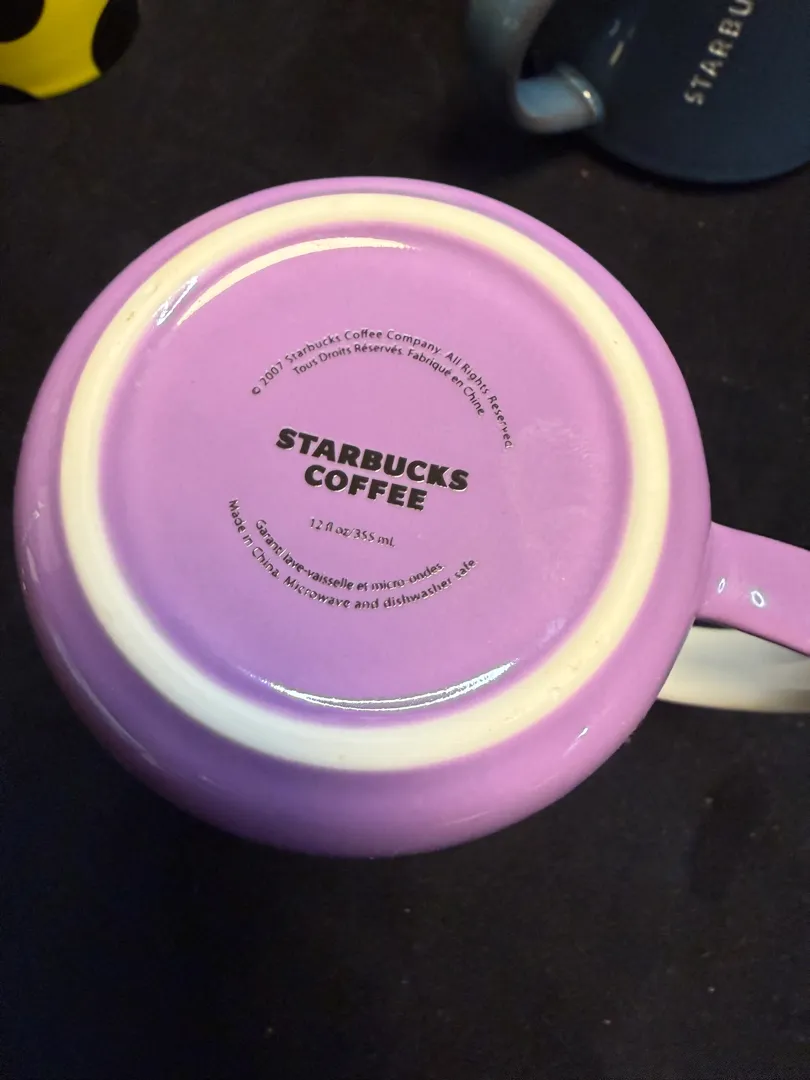 STARBU
© 2007 Starbucks Coffee Company. All Rights Reserved.
Tous Droits Réservés. Fabriqué en Chine.
STARBUCKS
COFFEE
12 fl oz/355 mL
Garanti lave-vaisselle et micro-ondes.
Made in China. Microwave and dishwasher safe.